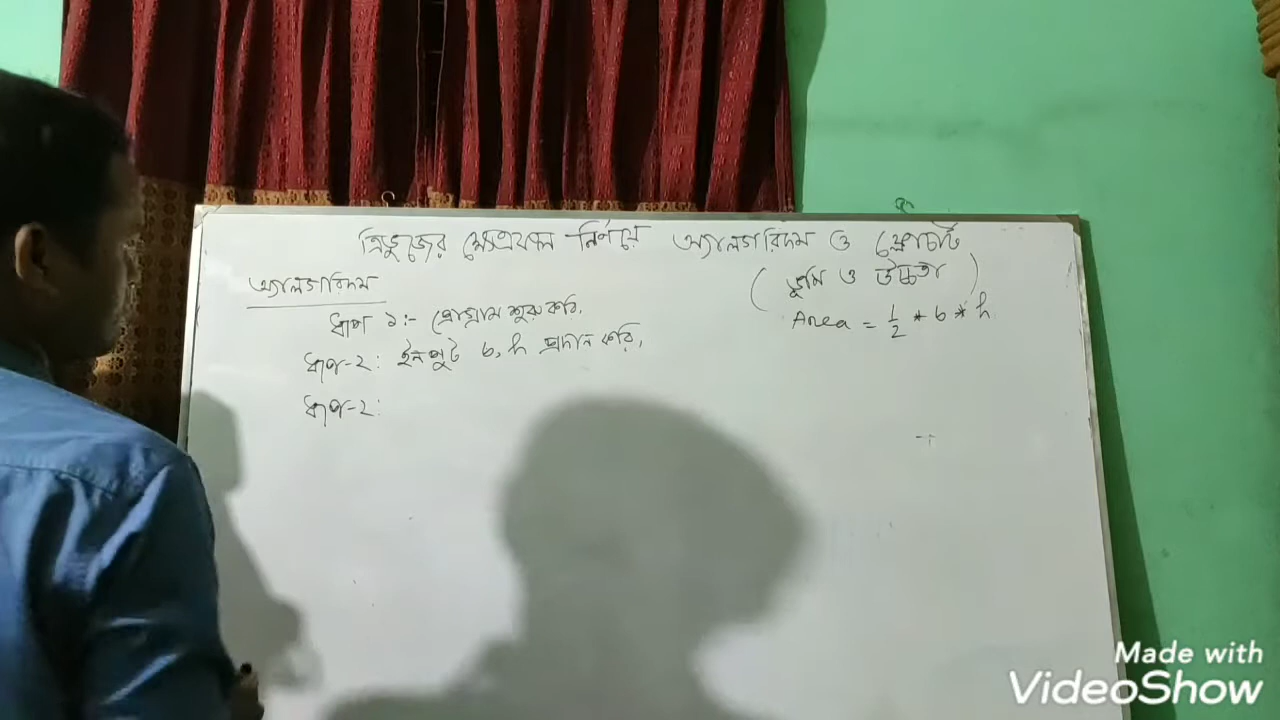 ত্রিভুজের ক্ষেত্রফল নির্ণয়ে অ্যালগরিদম ও ফ্লোচার্ট
(ভূমি ও উচ্চতা)
অ্যালগরিদম
Area = 1/2 * b * h
ধাপ ১:- প্রোগ্রাম শুরু করি।
ধাপ-২: ইনপুট b, h প্রদান করি।
ধাপ-২:
Made with
VideoShow